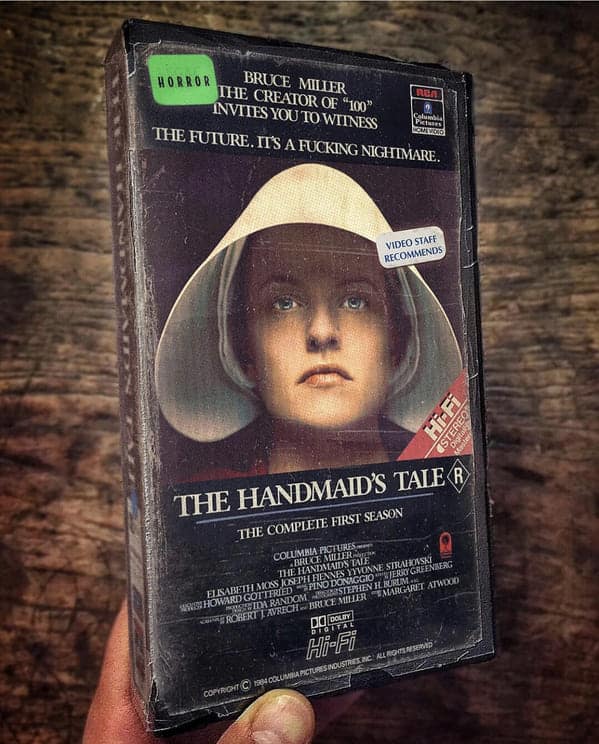 HORROR
BRUCE MILLER
THE CREATOR OF "100"
INVITES YOU TO WITNESS
THE FUTURE. IT'S A FUCKING NIGHTMARE.
RCA
Columbia
Pictures
HOME VIDEO
VIDEO STAFF
RECOMMENDS
Hi-Fi
STEREO
THE HANDMAID'S TALE R
THE COMPLETE FIRST SEASON
COLUMBIA PICTURES
BRUCE MILLER
THE HANDMAID'S TALE
ELISABETH MOSS JOSEPH FIENNES YVONNE STRAHOVSKI
HOWARD GOTTFRIED PINO DONAGGIO JERRY GREENBERG
IDA RANDOM STEPHEN H. BURUM
ROBERT J. AVRECH AND BRUCE MILLER MARGARET ATWOOD
DOLBY
DIGITAL
Hi-Fi
COPYRIGHT © 1984 COLUMBIA PICTURES INDUSTRIES, INC. ALL RIGHTS RESERVED